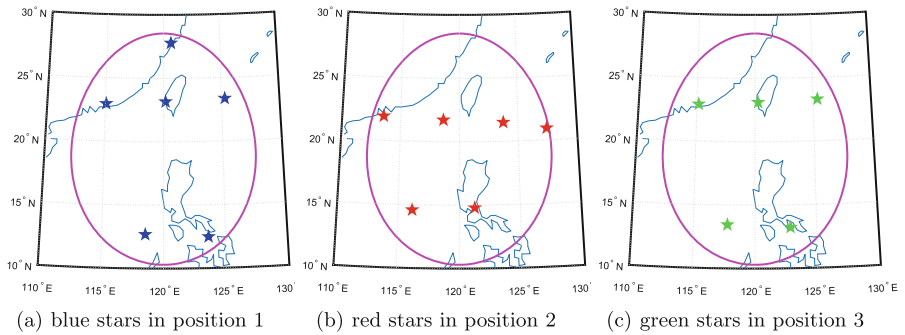 30° N
25° N
20° N
15° N
10° N
110° E
115° E
120° E
125° E
130°
(a) blue stars in position 1
30° N
25° N
20° N
15° N
10° N
110° E
115° E
120° E
125° E
130°
(b) red stars in position 2
30° N
25° N
20° N
15° N
10° N
110° E
115° E
120° E
125° E
130° E
(c) green stars in position 3